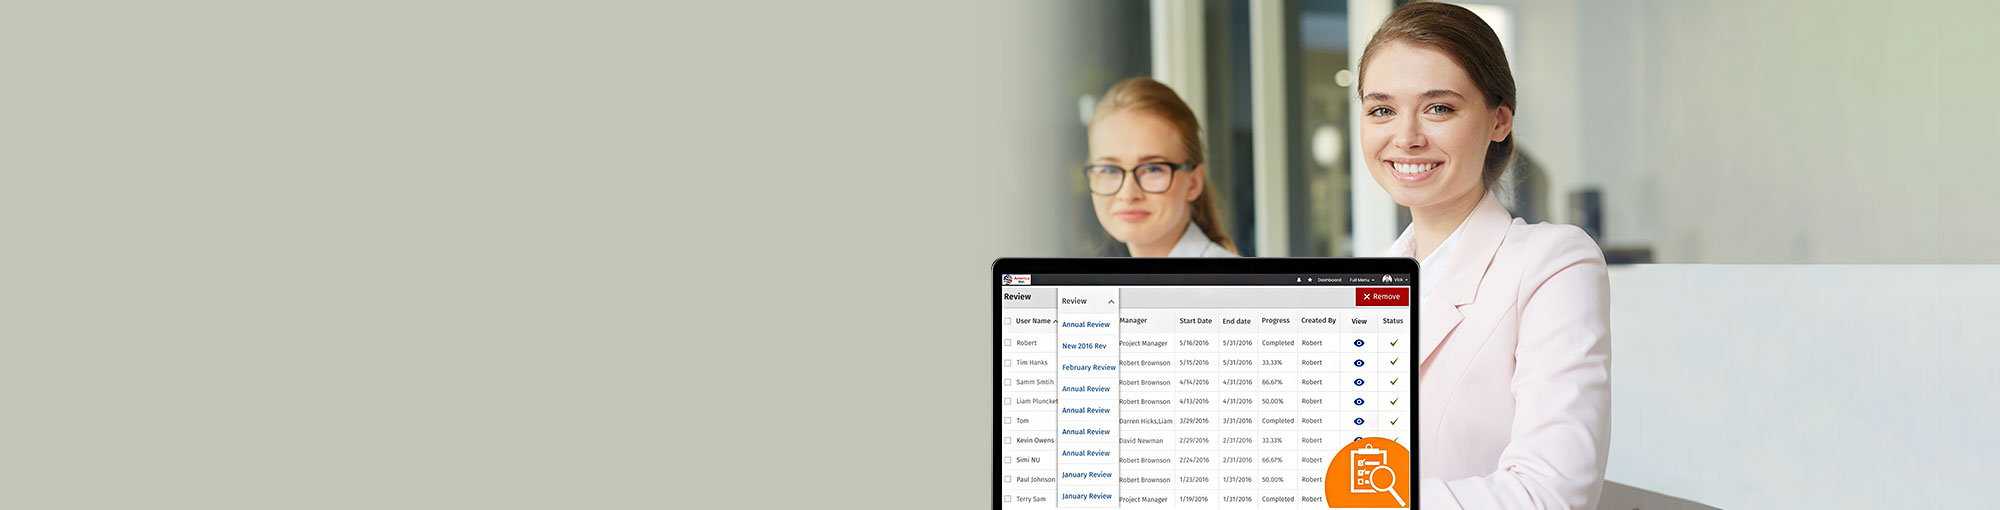 America
Inc.
Dashboard Full Menu Vick
Review Review Remove
User Name Manager Start Date End date Progress Created By View Status
Annual Review
Robert Project Manager 5/16/2016 5/31/2016 Completed Robert
New 2016 Rev
Tim Hanks Robert Brownson 5/15/2016 5/31/2016 33.33% Robert
February Review
Samm Smtih Robert Brownson 4/14/2016 4/31/2016 66.67% Robert
Annual Review
Liam Pluncket Robert Brownson 4/13/2016 4/31/2016 50.00% Robert
Annual Review
Tom Darren Hicks,Liam 3/29/2016 3/31/2016 Completed Robert
Annual Review
Kevin Owens David Newman 2/29/2016 2/31/2016 33.33% Robert
Annual Review
Simi NU Robert Brownson 2/24/2016 2/31/2016 66.67% Robert
January Review
Paul Johnson Robert Brownson 1/23/2016 1/31/2016 50.00% Robert
January Review
Terry Sam Project Manager 1/19/2016 1/31/2016 Completed Robert